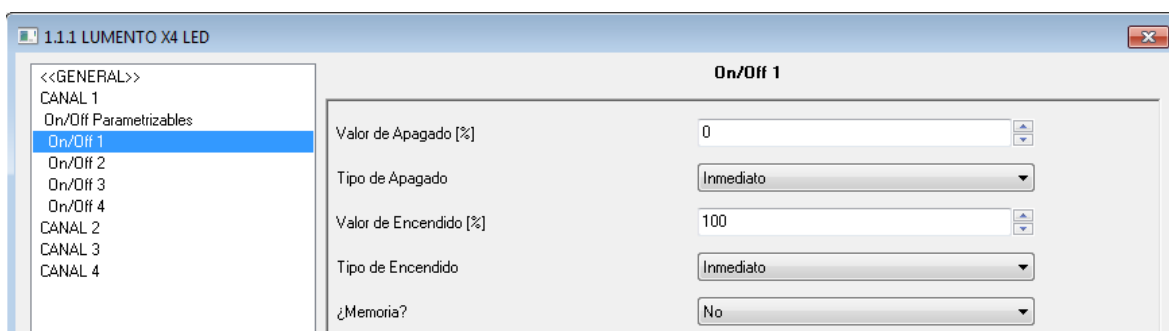 1.1.1 LUMENTO X4 LED
<<GENERAL>>
CANAL 1
On/Off Parametrizables
On/Off 1
On/Off 2
On/Off 3
On/Off 4
CANAL 2
CANAL 3
CANAL 4
On/Off 1
Valor de Apagado [%] 0
Tipo de Apagado Inmediato
Valor de Encendido [%] 100
Tipo de Encendido Inmediato
¿Memoria? No